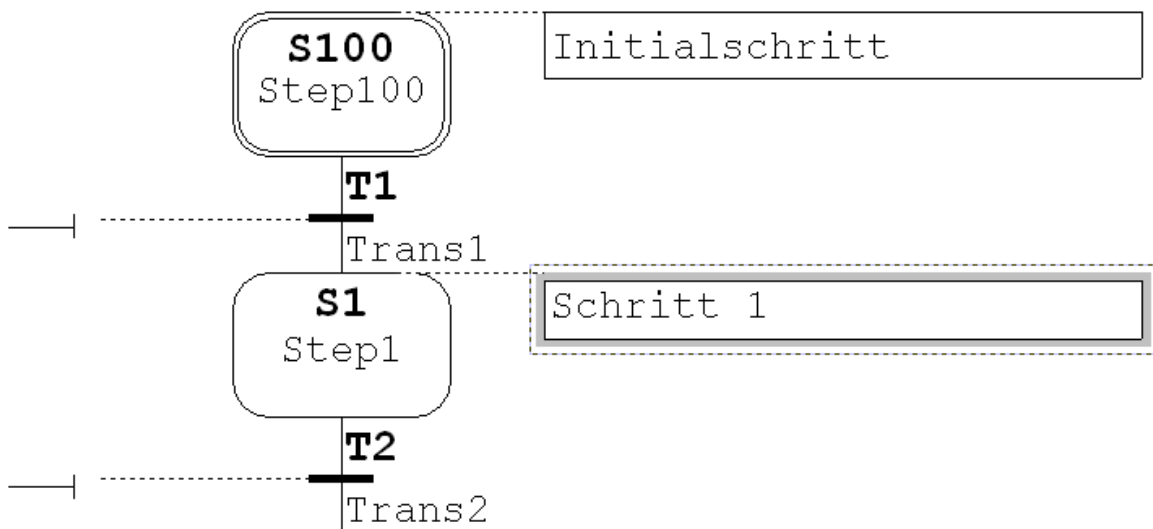 S100
Step100
Initialschritt
T1
Trans1
S1
Step1
Schritt 1
T2
Trans2